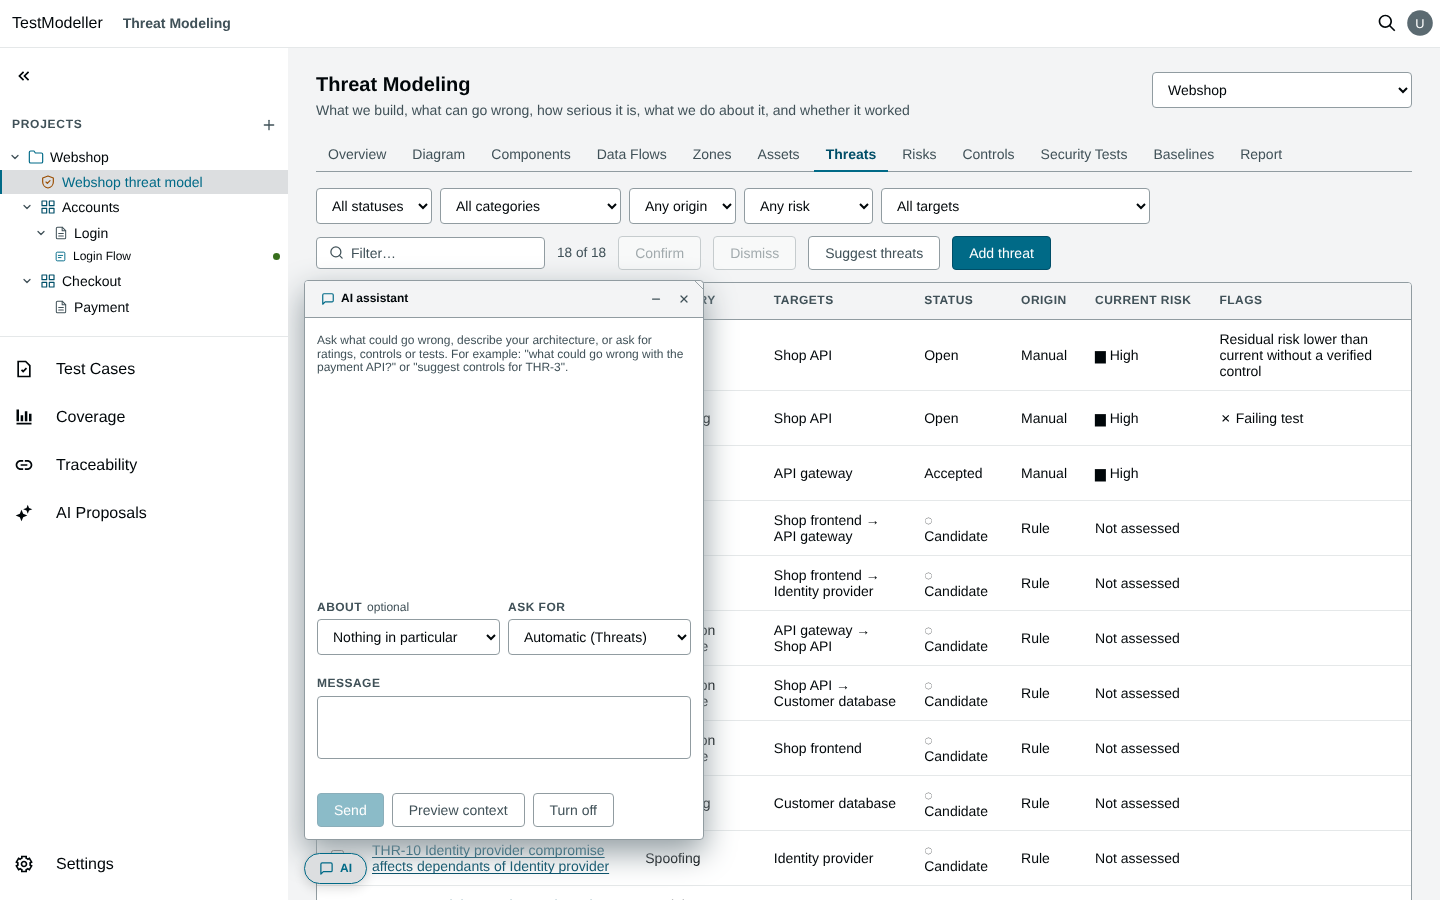 TestModeller
Threat Modeling
U
PROJECTS
Webshop
Webshop threat model
Accounts
Login
Login Flow
Checkout
Payment
Test Cases
Coverage
Traceability
AI Proposals
Settings
Threat Modeling
What we build, what can go wrong, how serious it is, what we do about it, and whether it worked
Webshop
Overview
Diagram
Components
Data Flows
Zones
Assets
Threats
Risks
Controls
Security Tests
Baselines
Report
All statuses
All categories
Any origin
Any risk
All targets
Filter…
18 of 18
Confirm
Dismiss
Suggest threats
Add threat
AI assistant
Ask what could go wrong, describe your architecture, or ask for
ratings, controls or tests. For example: "what could go wrong with the
payment API?" or "suggest controls for THR-3".
ABOUT optional
ASK FOR
Nothing in particular
Automatic (Threats)
MESSAGE
Send
Preview context
Turn off
AI
TARGETS
STATUS
ORIGIN
CURRENT RISK
FLAGS
Shop API
Open
Manual
High
Residual risk lower than
current without a verified
control
Shop API
Open
Manual
High
Failing test
API gateway
Accepted
Manual
High
Shop frontend →
API gateway
Candidate
Rule
Not assessed
Shop frontend →
Identity provider
Candidate
Rule
Not assessed
API gateway →
Shop API
Candidate
Rule
Not assessed
Shop API →
Customer database
Candidate
Rule
Not assessed
Shop frontend
Candidate
Rule
Not assessed
Customer database
Candidate
Rule
Not assessed
THR-10 Identity provider compromise
affects dependants of Identity provider
Spoofing
Identity provider
Candidate
Rule
Not assessed